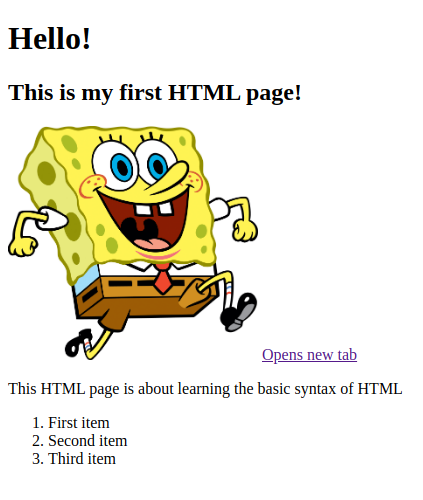 Hello!
This is my first HTML page!
Opens new tab
This HTML page is about learning the basic syntax of HTML
1. First item
2. Second item
3. Third item